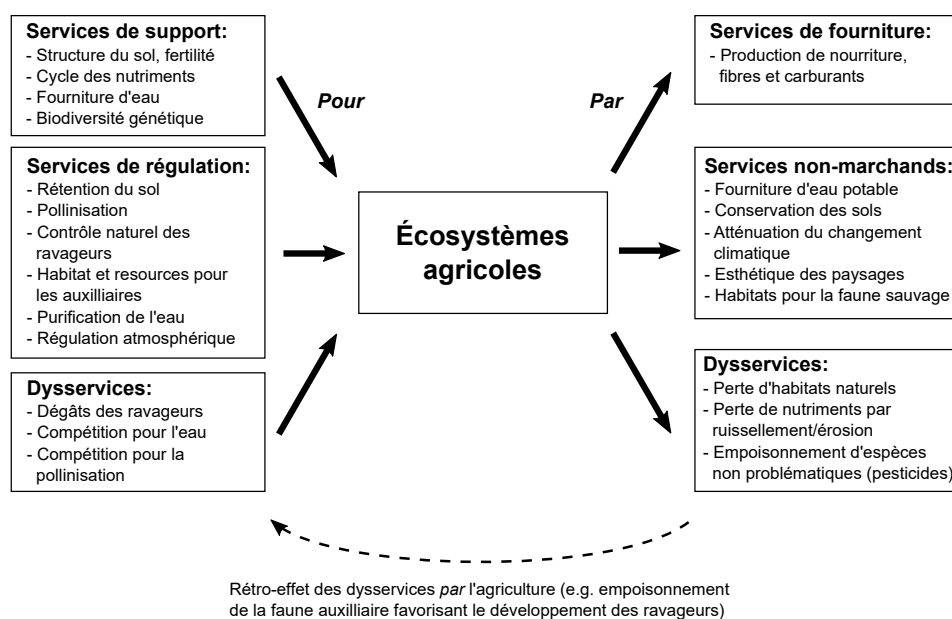 Services de support:
- Structure du sol, fertilité
- Cycle des nutriments
- Fourniture d'eau
- Biodiversité génétique
Services de régulation:
- Rétention du sol
- Pollinisation
- Contrôle naturel des
ravageurs
- Habitat et resources pour
les auxilliaires
- Purification de l'eau
- Régulation atmosphérique
Dysservices:
- Dégâts des ravageurs
- Compétition pour l'eau
- Compétition pour la
pollinisation
Pour
Écosystèmes
agricoles
Par
Services de fourniture:
- Production de nourriture,
fibres et carburants
Services non-marchands:
- Fourniture d'eau potable
- Conservation des sols
- Atténuation du changement
climatique
- Esthétique des paysages
- Habitats pour la faune sauvage
Dysservices:
- Perte d'habitats naturels
- Perte de nutriments par
ruissellement/érosion
- Empoisonnement d'espèces
non problématiques (pesticides)
Rétro-effet des dysservices par l'agriculture (e.g. empoisonnement
de la faune auxilliaire favorisant le développement des ravageurs)